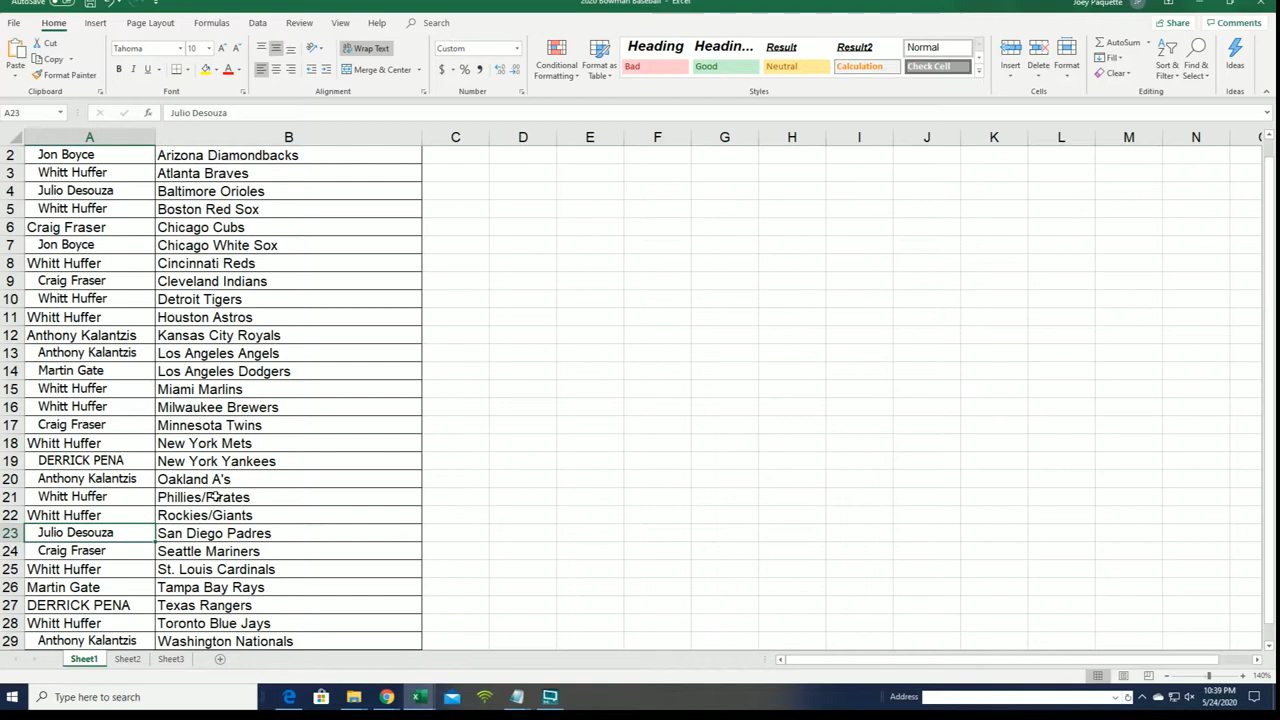 AutoSave Off 2020 Bowman Baseball - Excel Joey Paquette JP
File Home Insert Page Layout Formulas Data Review View Help Search Share Comments
Paste Cut Copy Format Painter Clipboard
Tahoma 10 B I U A Font
Wrap Text Merge & Center Alignment
Custom $ % , Number
Conditional Formatting Format as Table
Heading Headin... Result Result2 Normal
Bad Good Neutral Calculation Check Cell
Styles
Insert Delete Format Cells
AutoSum Fill Clear Sort & Filter Find & Select Editing
Ideas Ideas
A23 fx Julio Desouza
A B C D E F G H I J K L M N
2 Jon Boyce Arizona Diamondbacks
3 Whitt Huffer Atlanta Braves
4 Julio Desouza Baltimore Orioles
5 Whitt Huffer Boston Red Sox
6 Craig Fraser Chicago Cubs
7 Jon Boyce Chicago White Sox
8 Whitt Huffer Cincinnati Reds
9 Craig Fraser Cleveland Indians
10 Whitt Huffer Detroit Tigers
11 Whitt Huffer Houston Astros
12 Anthony Kalantzis Kansas City Royals
13 Anthony Kalantzis Los Angeles Angels
14 Martin Gate Los Angeles Dodgers
15 Whitt Huffer Miami Marlins
16 Whitt Huffer Milwaukee Brewers
17 Craig Fraser Minnesota Twins
18 Whitt Huffer New York Mets
19 DERRICK PENA New York Yankees
20 Anthony Kalantzis Oakland A's
21 Whitt Huffer Phillies/Pirates
22 Whitt Huffer Rockies/Giants
23 Julio Desouza San Diego Padres
24 Craig Fraser Seattle Mariners
25 Whitt Huffer St. Louis Cardinals
26 Martin Gate Tampa Bay Rays
27 DERRICK PENA Texas Rangers
28 Whitt Huffer Toronto Blue Jays
29 Anthony Kalantzis Washington Nationals
Sheet1 Sheet2 Sheet3
140%
Type here to search Address 10:39 PM
5/24/2020